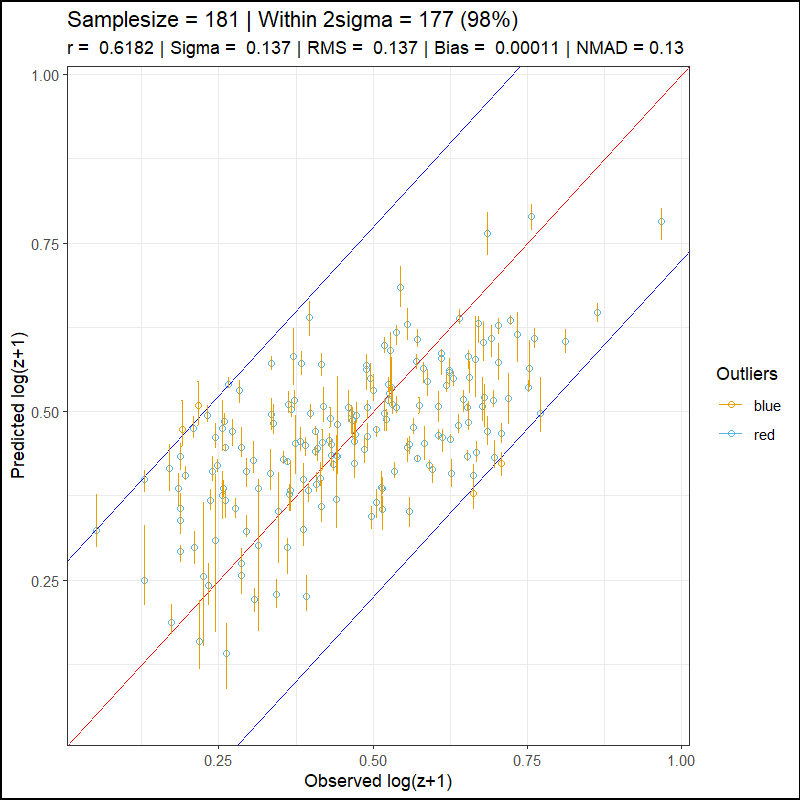 Samplesize = 181 | Within 2sigma = 177 (98%)
r = 0.6182 | Sigma = 0.137 | RMS = 0.137 | Bias = 0.00011 | NMAD = 0.13
1.00
0.75
0.50
0.25
Predicted log(z+1)
0.25 0.50 0.75 1.00
Observed log(z+1)
Outliers
blue
red